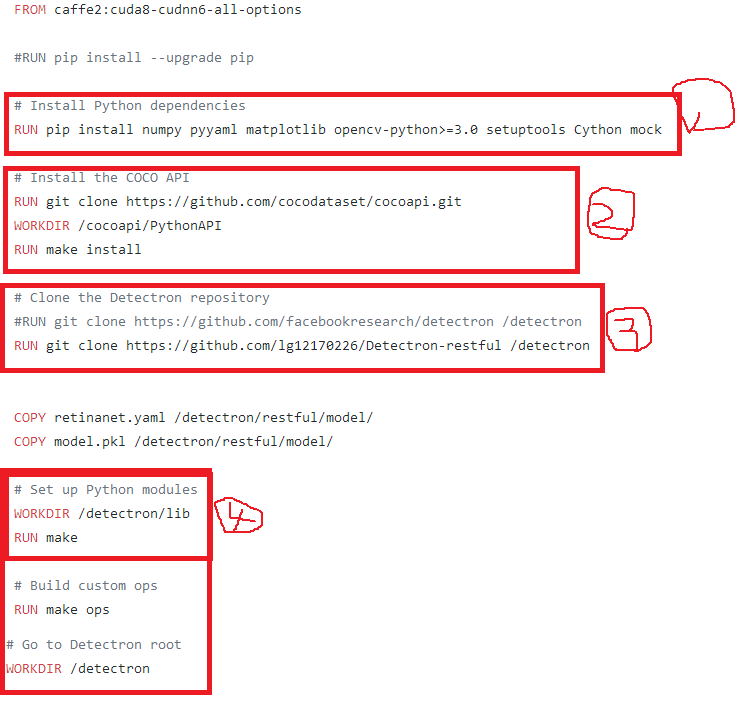 FROM caffe2:cuda8-cudnn6-all-options
#RUN pip install --upgrade pip
# Install Python dependencies
RUN pip install numpy pyyaml matplotlib opencv-python>=3.0 setuptools Cython mock
1
# Install the COCO API
RUN git clone https://github.com/cocodataset/cocoapi.git
WORKDIR /cocoapi/PythonAPI
RUN make install
2
# Clone the Detectron repository
#RUN git clone https://github.com/facebookresearch/detectron /detectron
RUN git clone https://github.com/lg12170226/Detectron-restful /detectron
3
COPY retinanet.yaml /detectron/restful/model/
COPY model.pkl /detectron/restful/model/
# Set up Python modules
WORKDIR /detectron/lib
RUN make
4
# Build custom ops
RUN make ops
# Go to Detectron root
WORKDIR /detectron